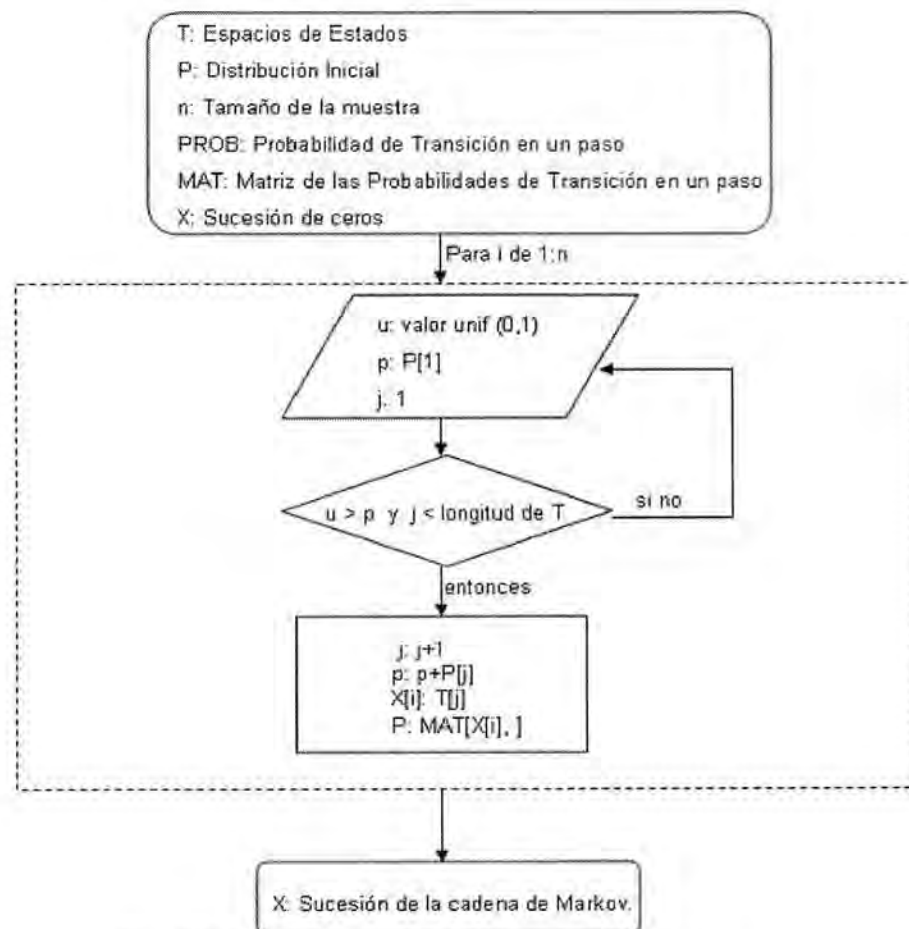 T: Espacios de Estados
P: Distribución Inicial
n: Tamaño de la muestra
PROB: Probabilidad de Transición en un paso
MAT: Matriz de las Probabilidades de Transición en un paso
X: Sucesión de ceros
Para i de 1:n
u: valor unif (0,1)
p: P[1]
j: 1
u > p y j < longitud de T
si no
entonces
j: j+1
p: p+P[j]
X[i]: T[j]
P: MAT[X[i], ]
X: Sucesión de la cadena de Markov.